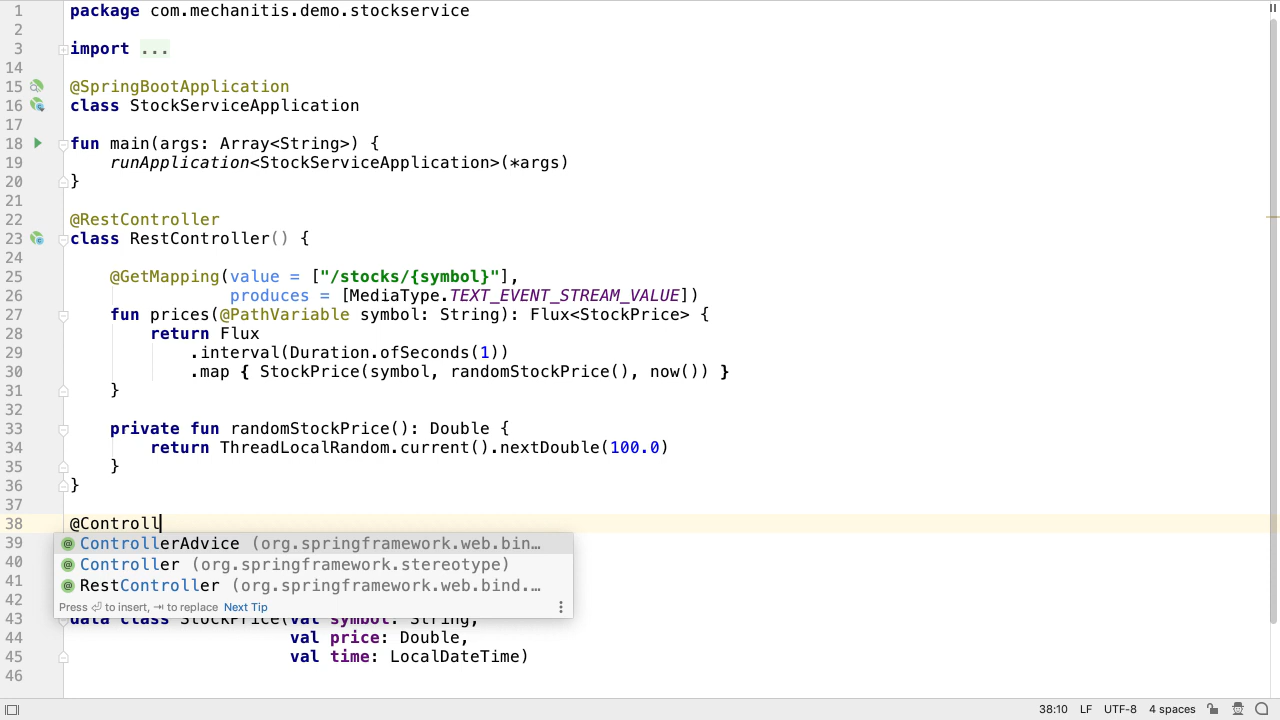 1 package com.mechanitis.demo.stockservice
2
3 import ...
14
15 @SpringBootApplication
16 class StockServiceApplication
17
18 fun main(args: Array<String>) {
19 runApplication<StockServiceApplication>(*args)
20 }
21
22 @RestController
23 class RestController() {
24
25 @GetMapping(value = ["/stocks/{symbol}"],
26 produces = [MediaType.TEXT_EVENT_STREAM_VALUE])
27 fun prices(@PathVariable symbol: String): Flux<StockPrice> {
28 return Flux
29 .interval(Duration.ofSeconds(1))
30 .map { StockPrice(symbol, randomStockPrice(), now()) }
31 }
32
33 private fun randomStockPrice(): Double {
34 return ThreadLocalRandom.current().nextDouble(100.0)
35 }
36 }
37
38 @Controll
39 ControllerAdvice (org.springframework.web.bin...
40 Controller (org.springframework.stereotype)
41 RestController (org.springframework.web.bind....
42 Press ⏎ to insert, ⇥ to replace Next Tip
43 data class StockPrice(val symbol: String,
44 val price: Double,
45 val time: LocalDateTime)
46
38:10 LF UTF-8 4 spaces